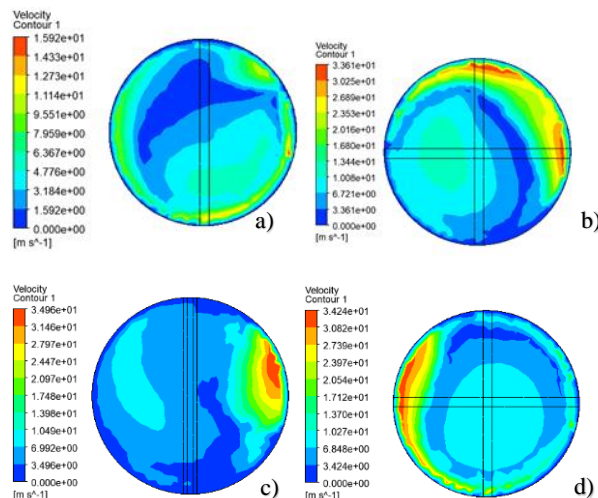 Velocity
Contour 1
1.592e+01
1.433e+01
1.273e+01
1.114e+01
9.551e+00
7.959e+00
6.367e+00
4.776e+00
3.184e+00
1.592e+00
0.000e+00
[m s^-1]
a)
Velocity
Contour 1
3.361e+01
3.025e+01
2.689e+01
2.353e+01
2.016e+01
1.680e+01
1.344e+01
1.008e+01
6.721e+00
3.361e+00
0.000e+00
[m s^-1]
b)
Velocity
Contour 1
3.496e+01
3.146e+01
2.797e+01
2.447e+01
2.097e+01
1.748e+01
1.398e+01
1.049e+01
6.992e+00
3.496e+00
0.000e+00
[m s^-1]
c)
Velocity
Contour 1
3.424e+01
3.082e+01
2.739e+01
2.397e+01
2.054e+01
1.712e+01
1.370e+01
1.027e+01
6.848e+00
3.424e+00
0.000e+00
[m s^-1]
d)